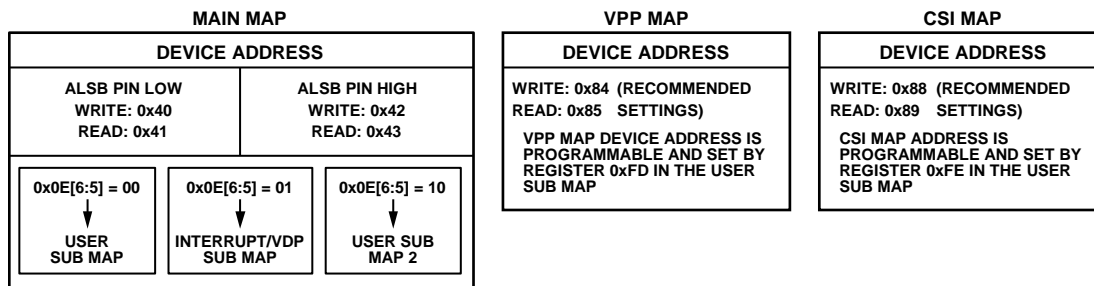 MAIN MAP
DEVICE ADDRESS
ALSB PIN LOW
WRITE: 0x40
READ: 0x41
ALSB PIN HIGH
WRITE: 0x42
READ: 0x43
0x0E[6:5] = 00
USER
SUB MAP
0x0E[6:5] = 01
INTERRUPT/VDP
SUB MAP
0x0E[6:5] = 10
USER SUB
MAP 2
VPP MAP
DEVICE ADDRESS
WRITE: 0x84 (RECOMMENDED
READ: 0x85 SETTINGS)
VPP MAP DEVICE ADDRESS IS
PROGRAMMABLE AND SET BY
REGISTER 0xFD IN THE USER
SUB MAP
CSI MAP
DEVICE ADDRESS
WRITE: 0x88 (RECOMMENDED
READ: 0x89 SETTINGS)
CSI MAP ADDRESS IS
PROGRAMMABLE AND SET BY
REGISTER 0xFE IN THE USER
SUB MAP